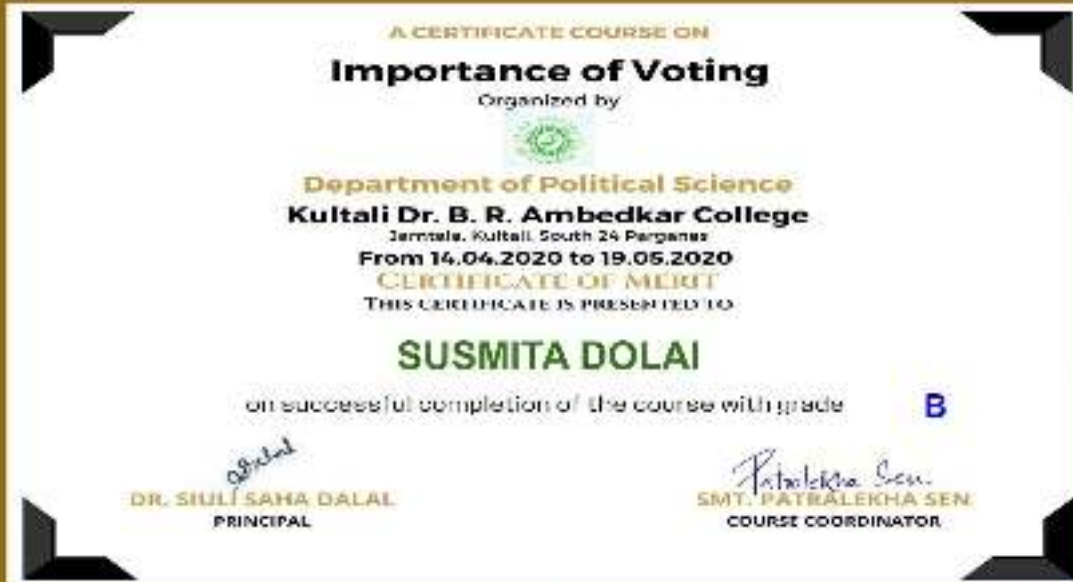 A CERTIFICATE COURSE ON
Importance of Voting
Organized by
Department of Political Science
Kultali Dr. B. R. Ambedkar College
Jamtala, Kultali, South 24 Parganas
From 14.04.2020 to 19.05.2020
CERTIFICATE OF MERIT
THIS CERTIFICATE IS PRESENTED TO
SUSMITA DOLAI
on successful completion of the course with grade B
Patralekha Sen.
DR. SIULI SAHA DALAL
SMT. PATRALEKHA SEN
PRINCIPAL
COURSE COORDINATOR